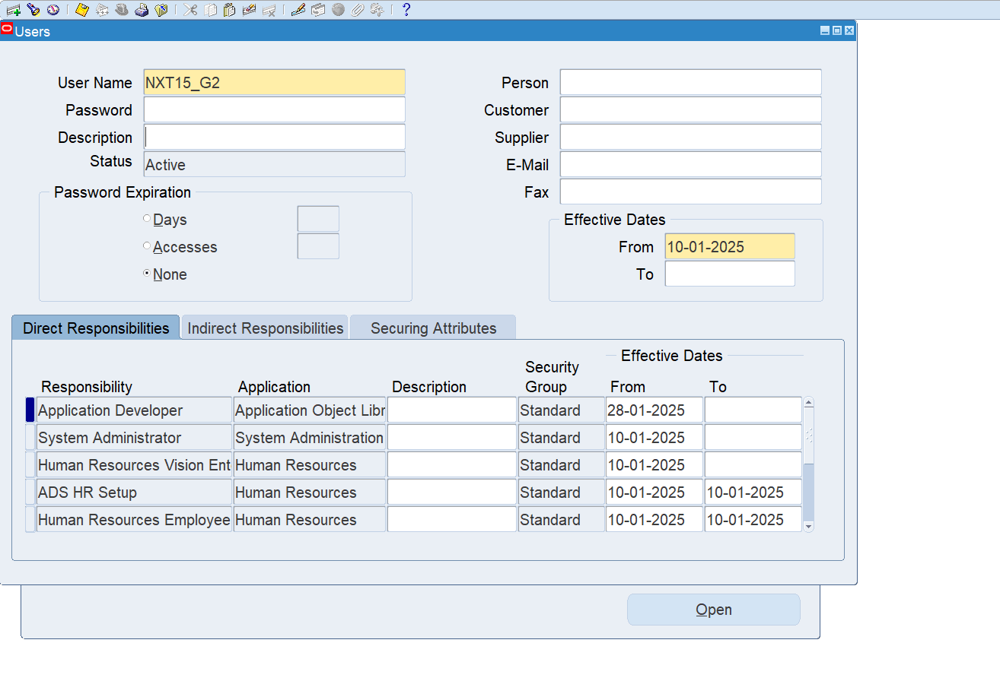 Users
User Name NXT15_G2
Password
Description
Status Active
Person
Customer
Supplier
E-Mail
Fax
Password Expiration
Days
Accesses
None
Effective Dates
From 10-01-2025
To
Direct Responsibilities Indirect Responsibilities Securing Attributes
Effective Dates
Responsibility Application Description Security Group From To
Application Developer Application Object Libr Standard 28-01-2025
System Administrator System Administration Standard 10-01-2025
Human Resources Vision Ent Human Resources Standard 10-01-2025
ADS HR Setup Human Resources Standard 10-01-2025 10-01-2025
Human Resources Employee Human Resources Standard 10-01-2025 10-01-2025
Open